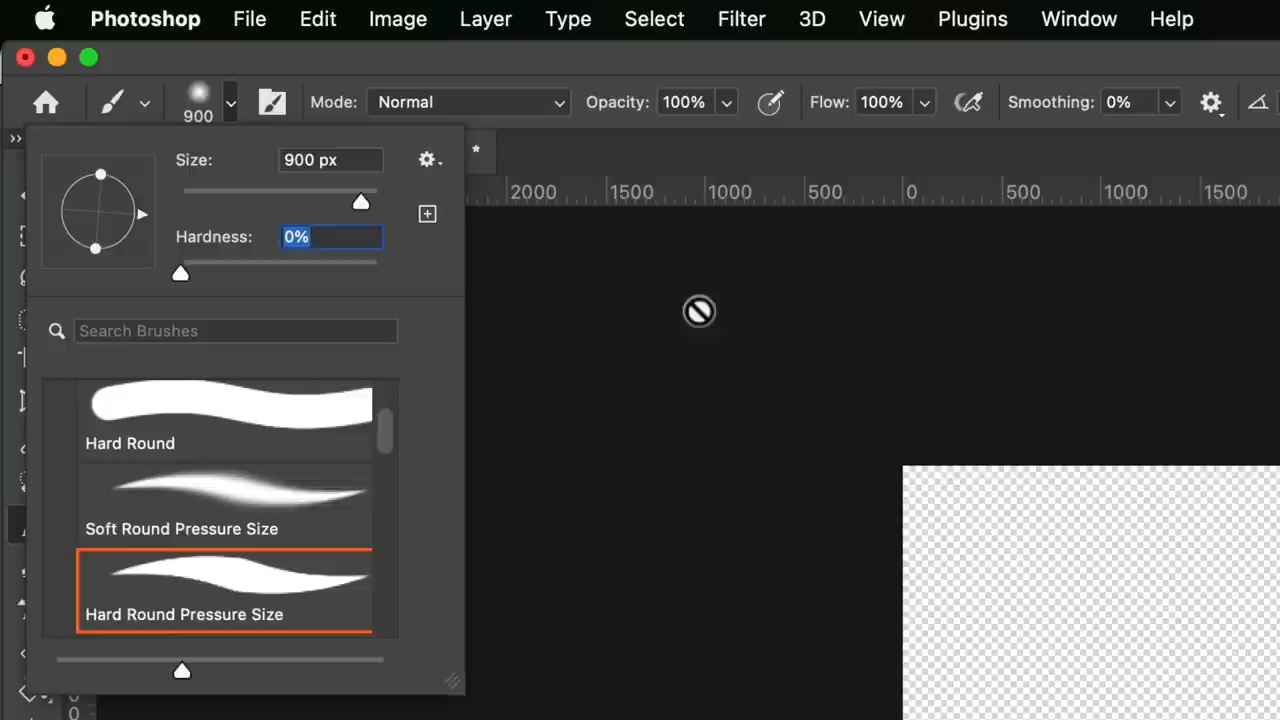 Photoshop File Edit Image Layer Type Select Filter 3D View Plugins Window Help
900 Mode: Normal Opacity: 100% Flow: 100% Smoothing: 0%
Size: 900 px
*
2000 1500 1000 500 0 500 1000 1500
Hardness: 0%
Search Brushes
Hard Round
Soft Round Pressure Size
Hard Round Pressure Size
0
0